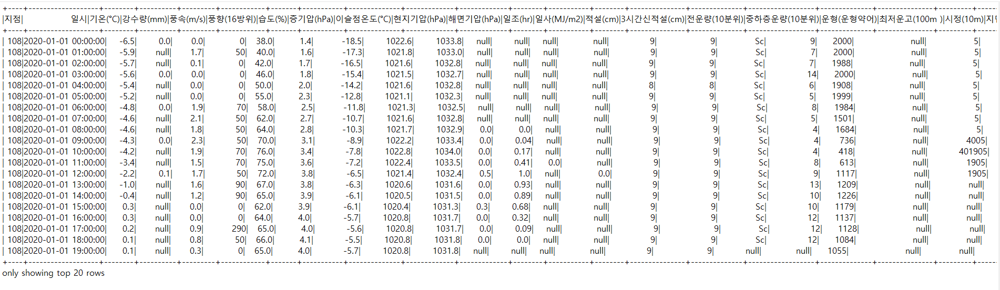 |지점| 일시|기온(°C)|강수량(mm)|풍속(m/s)|풍향(16방위)|습도(%)|증기압(hPa)|이슬점온도(°C)|현지기압(hPa)|해면기압(hPa)|일조(hr)|일사(MJ/m2)|적설(cm)|3시간신적설(cm)|전운량(10분위)|중하층운량(10분위)|운형(운형약어)|최저운고(100m )|시정(10m)|
| 108|2020-01-01 00:00:00| -6.5| 0.0| 0.0| 0| 38.0| 1.4| -18.5| 1022.6| 1033.8| null| null| null| null| 9| 9| Sc| 9| 2000| null| 5|
| 108|2020-01-01 01:00:00| -5.9| null| 1.7| 50| 40.0| 1.6| -17.3| 1021.8| 1033.0| null| null| null| null| 9| 9| Sc| 7| 2000| null| 5|
| 108|2020-01-01 02:00:00| -5.7| null| 0.1| 0| 42.0| 1.7| -16.5| 1021.6| 1032.8| null| null| null| null| 9| 9| Sc| 7| 1988| null| 5|
| 108|2020-01-01 03:00:00| -5.6| 0.0| 0.0| 0| 46.0| 1.8| -15.4| 1021.5| 1032.7| null| null| null| null| 9| 9| Sc| 14| 2000| null| 5|
| 108|2020-01-01 04:00:00| -5.4| null| 0.0| 0| 50.0| 2.0| -14.2| 1021.6| 1032.8| null| null| null| null| 8| 8| Sc| 6| 1908| null| 5|
| 108|2020-01-01 05:00:00| -5.2| null| 0.0| 0| 55.0| 2.3| -12.8| 1021.1| 1032.3| null| null| null| null| 9| 9| Sc| 5| 1999| null| 5|
| 108|2020-01-01 06:00:00| -4.8| 0.0| 1.9| 70| 58.0| 2.5| -11.8| 1021.3| 1032.5| null| null| null| null| 9| 9| Sc| 8| 1984| null| 5|
| 108|2020-01-01 07:00:00| -4.6| null| 2.1| 50| 62.0| 2.7| -10.7| 1021.6| 1032.8| null| null| null| null| 9| 9| Sc| 5| 1501| null| 5|
| 108|2020-01-01 08:00:00| -4.6| null| 1.8| 50| 64.0| 2.8| -10.3| 1021.7| 1032.9| 0.0| 0.0| null| null| 9| 9| Sc| 4| 1684| null| 5|
| 108|2020-01-01 09:00:00| -4.3| 0.0| 2.3| 50| 70.0| 3.1| -8.9| 1022.2| 1033.4| 0.0| 0.04| null| null| 9| 9| Sc| 4| 736| null| 4005|
| 108|2020-01-01 10:00:00| -4.2| null| 1.9| 70| 76.0| 3.4| -7.8| 1022.8| 1034.0| 0.0| 0.17| null| null| 9| 9| Sc| 4| 418| null| 401905|
| 108|2020-01-01 11:00:00| -3.4| null| 1.5| 70| 75.0| 3.6| -7.2| 1022.4| 1033.5| 0.0| 0.41| 0.0| null| 9| 9| Sc| 8| 613| null| 1905|
| 108|2020-01-01 12:00:00| -2.2| 0.1| 1.7| 50| 72.0| 3.8| -6.5| 1021.4| 1032.4| 0.5| 1.0| null| 0.0| 9| 9| Sc| 9| 1117| null| 1905|
| 108|2020-01-01 13:00:00| -1.0| null| 1.6| 90| 67.0| 3.8| -6.3| 1020.6| 1031.6| 0.0| 0.93| null| null| 9| 9| Sc| 13| 1209| null| null|
| 108|2020-01-01 14:00:00| -0.4| null| 1.2| 90| 65.0| 3.9| -6.1| 1020.5| 1031.5| 0.0| 0.89| null| null| 9| 9| Sc| 10| 1226| null| null|
| 108|2020-01-01 15:00:00| 0.3| null| 0.0| 0| 62.0| 3.9| -6.1| 1020.4| 1031.3| 0.3| 0.68| null| null| 9| 9| Sc| 10| 1179| null| null|
| 108|2020-01-01 16:00:00| 0.3| null| 0.0| 0| 64.0| 4.0| -5.7| 1020.8| 1031.7| 0.0| 0.32| null| null| 9| 9| Sc| 12| 1137| null| null|
| 108|2020-01-01 17:00:00| 0.2| null| 0.9| 290| 65.0| 4.0| -5.6| 1020.8| 1031.7| 0.0| 0.09| null| null| 9| 9| Sc| 12| 1128| null| null|
| 108|2020-01-01 18:00:00| 0.1| null| 0.8| 50| 66.0| 4.1| -5.5| 1020.8| 1031.8| 0.0| 0.0| null| null| 9| 9| Sc| 12| 1084| null| null|
| 108|2020-01-01 19:00:00| 0.1| null| 0.3| 0| 65.0| 4.0| -5.7| 1020.8| 1031.8| null| null| null| null| 9| 9| null| null| 1055| null| null|
only showing top 20 rows